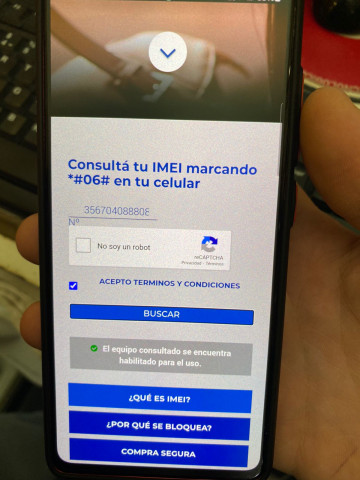 Consultá tu IMEI marcando
*#06# en tu celular
35670408880
N°
No soy un robot
reCAPTCHA
Privacidad - Términos
ACEPTO TERMINOS Y CONDICIONES
BUSCAR
El equipo consultado se encuentra
habilitado para el uso.
¿QUÉ ES IMEI?
¿POR QUÉ SE BLOQUEA?
COMPRA SEGURA